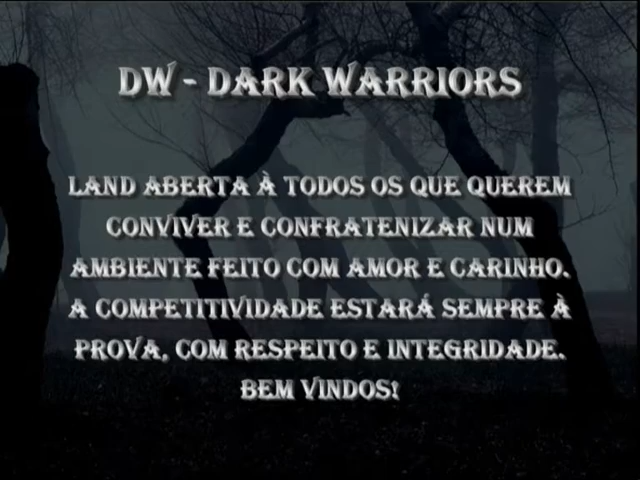 DW - DARK WARRIORS
LAND ABERTA À TODOS OS QUE QUEREM
CONVIVER E CONFRATENIZAR NUM
AMBIENTE FEITO COM AMOR E CARINHO.
A COMPETITIVIDADE ESTARÁ SEMPRE À
PROVA, COM RESPEITO E INTEGRIDADE.
BEM VINDOS!